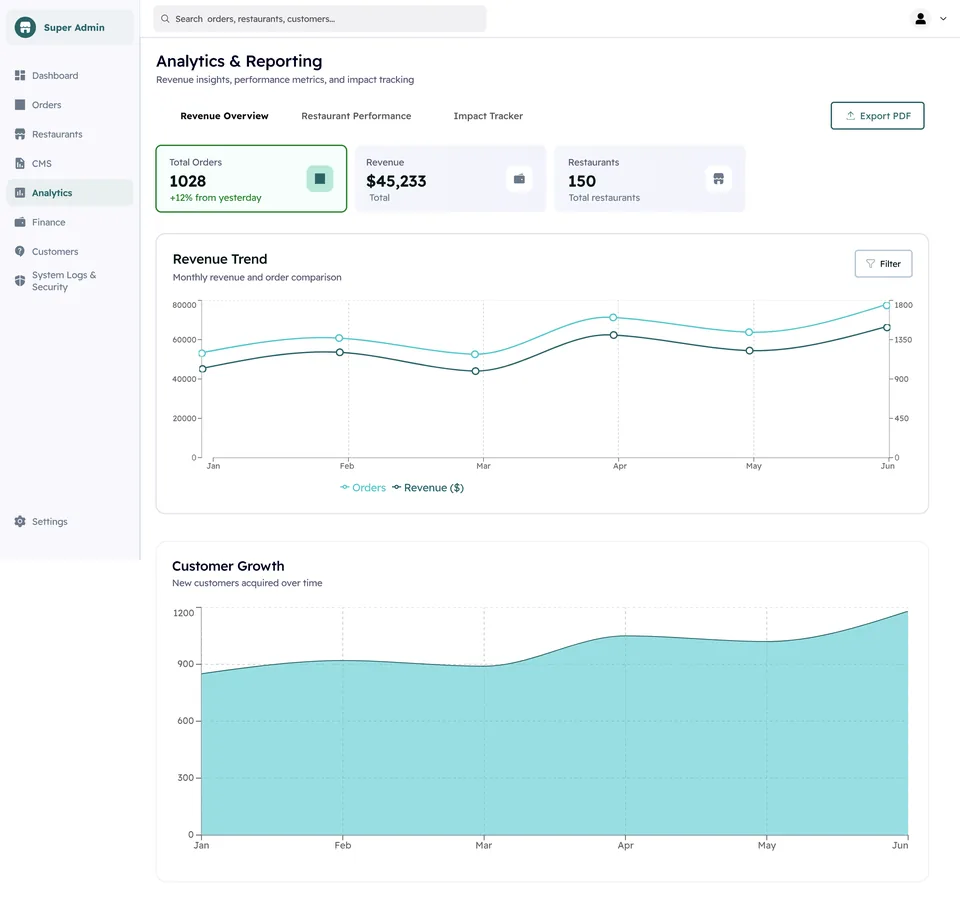 Super Admin
Search  orders, restaurants, customers...
Dashboard
Orders
Restaurants
CMS
Analytics
Finance
Customers
System Logs &
Security
Settings
Analytics & Reporting
Revenue insights, performance metrics, and impact tracking
Revenue Overview
Restaurant Performance
Impact Tracker
Export PDF
Total Orders
1028
+12% from yesterday
Revenue
$45,233
Total
Restaurants
150
Total restaurants
Revenue Trend
Monthly revenue and order comparison
Filter
80000
60000
40000
20000
0
1800
1350
900
450
0
Jan Feb Mar Apr May Jun
Orders Revenue ($)
Customer Growth
New customers acquired over time
1200
900
600
300
0
Jan Feb Mar Apr May Jun